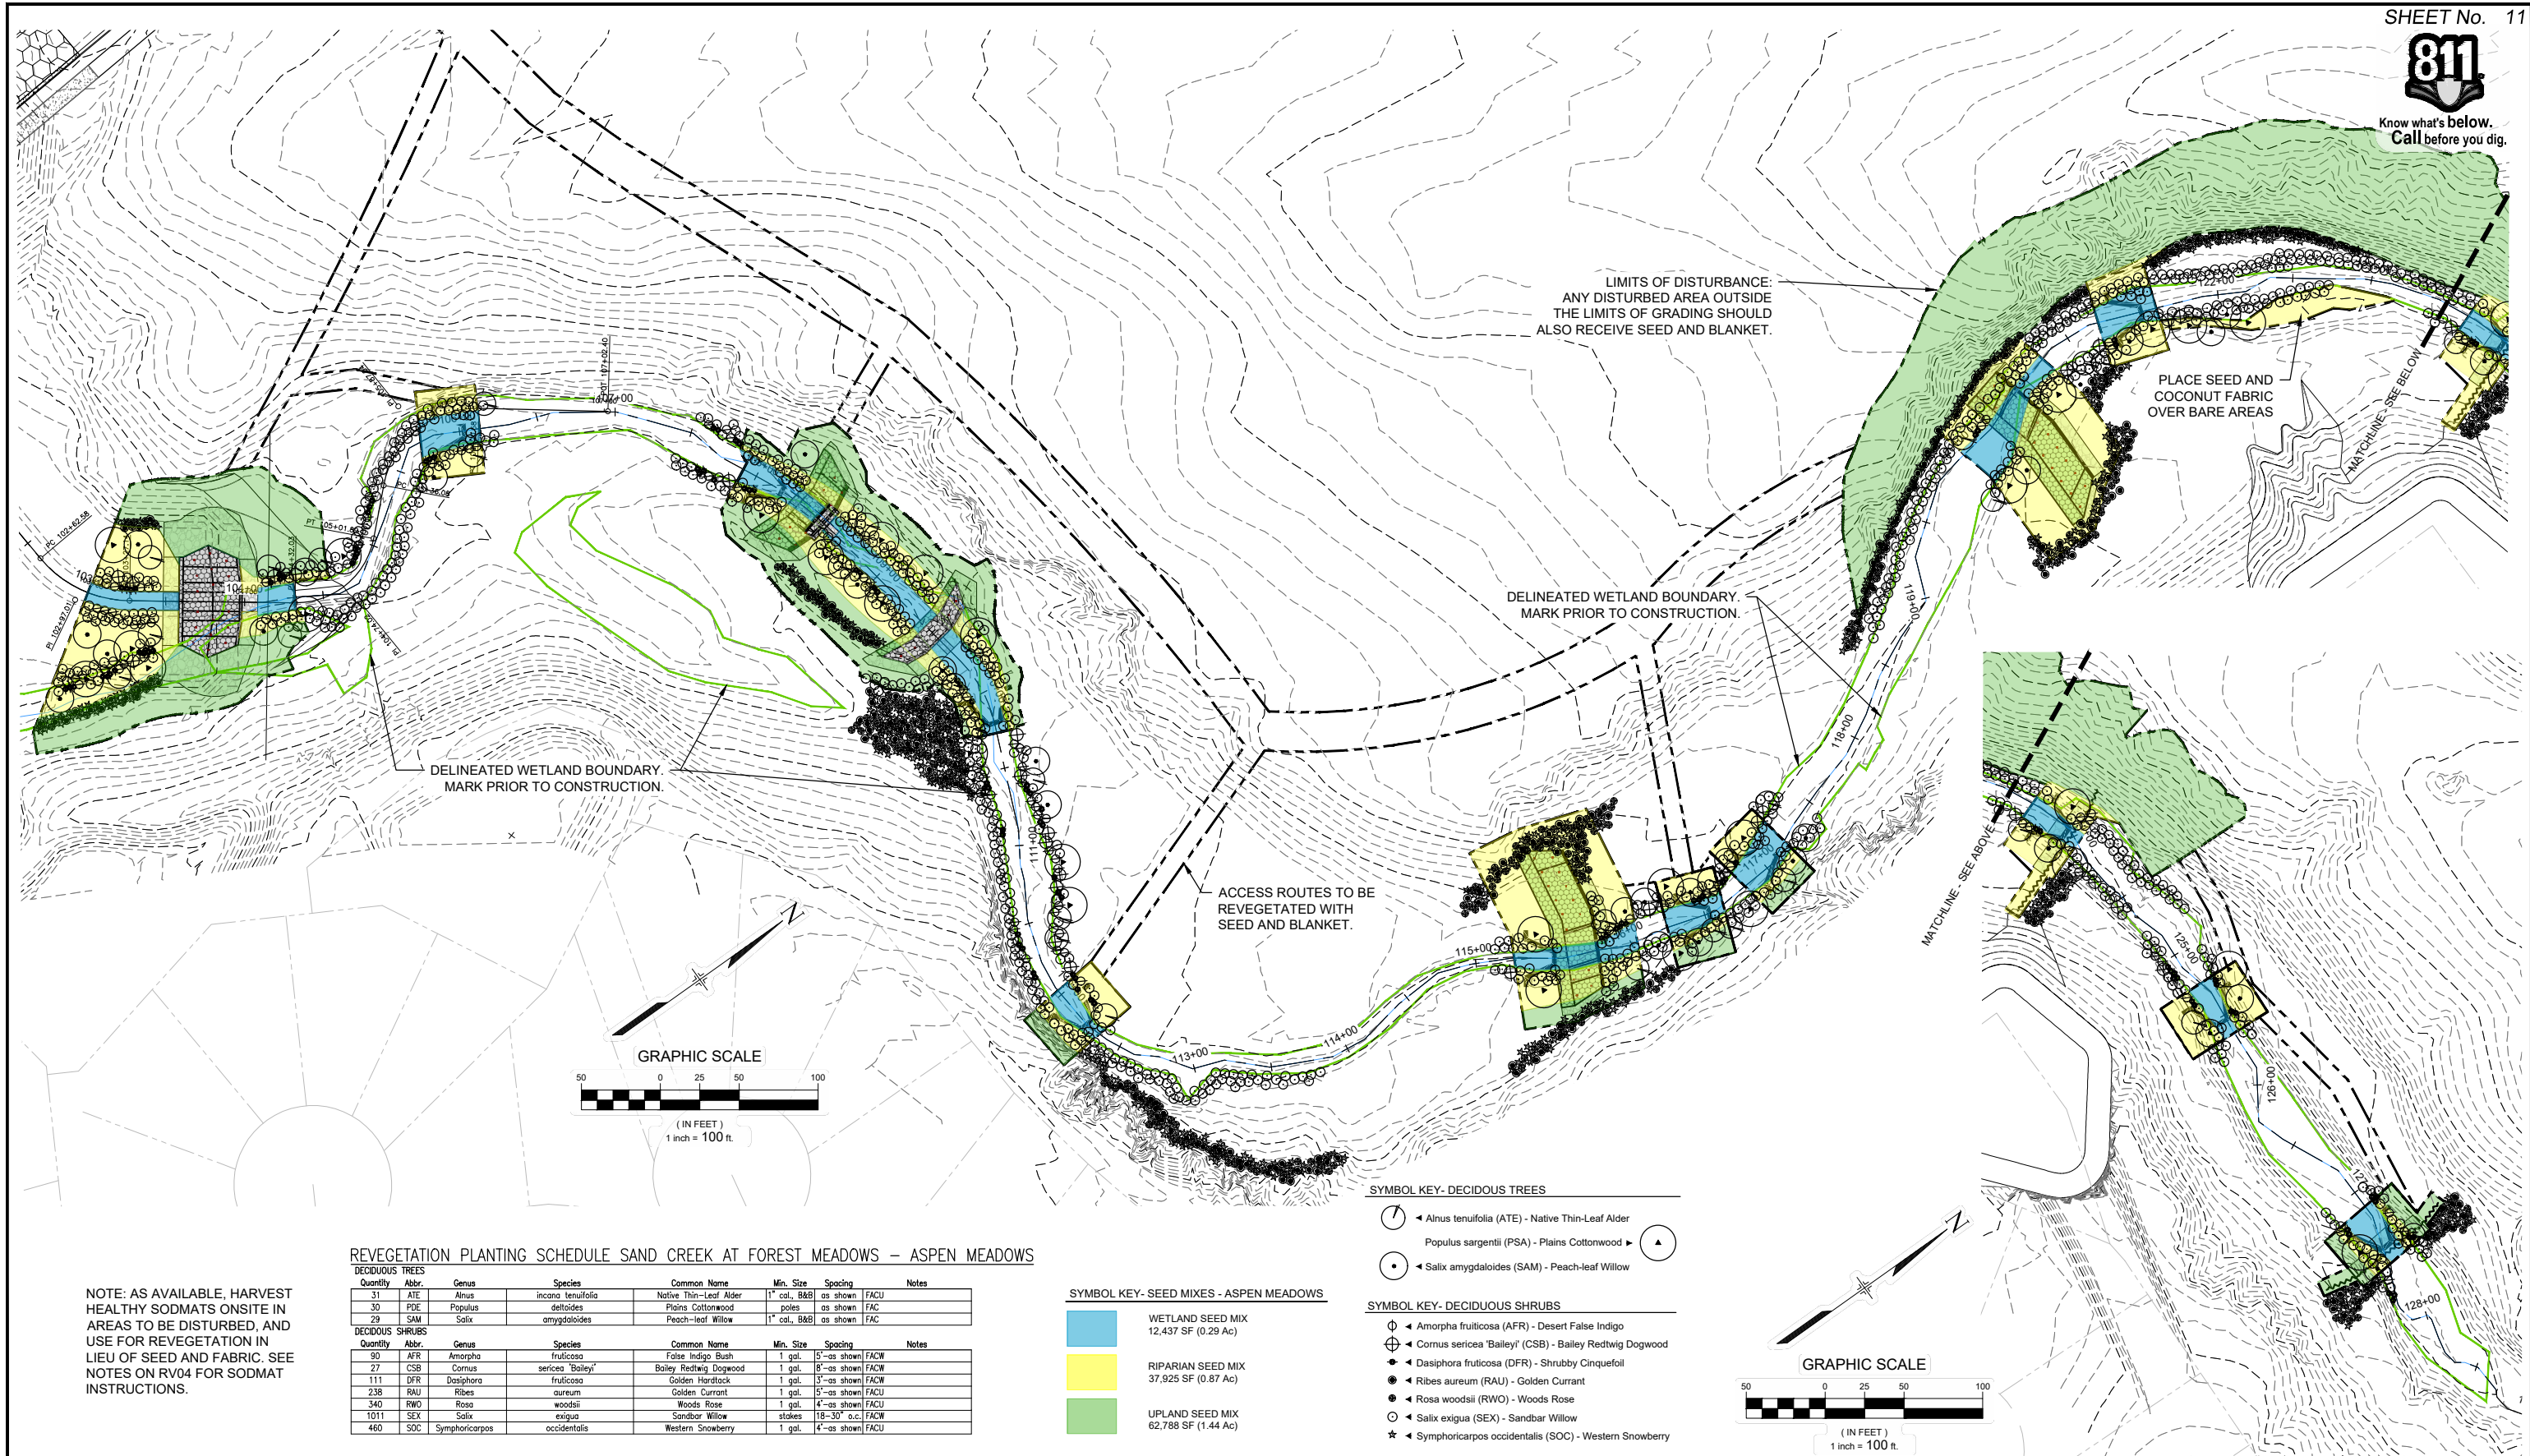 SHEET No. 11
811
Know what's below.
Call before you dig.
LIMITS OF DISTURBANCE:
ANY DISTURBED AREA OUTSIDE
THE LIMITS OF GRADING SHOULD
ALSO RECEIVE SEED AND BLANKET.
122+00
PLACE SEED AND
COCONUT FABRIC
OVER BARE AREAS
MATCHLINE - SEE BELOW
POT 107+02.40
107+00
PC 102+62.58
PI 102+97.01
DELINEATED WETLAND BOUNDARY.
MARK PRIOR TO CONSTRUCTION.
119+00
118+00
DELINEATED WETLAND BOUNDARY.
MARK PRIOR TO CONSTRUCTION.
111+00
ACCESS ROUTES TO BE
REVEGETATED WITH
SEED AND BLANKET.
115+00
114+00
113+00
MATCHLINE - SEE ABOVE
125+00
126+00
128+00
N
GRAPHIC SCALE
50 0 25 50 100
( IN FEET )
1 inch = 100 ft.
N
GRAPHIC SCALE
50 0 25 50 100
( IN FEET )
1 inch = 100 ft.
NOTE: AS AVAILABLE, HARVEST
HEALTHY SODMATS ONSITE IN
AREAS TO BE DISTURBED, AND
USE FOR REVEGETATION IN
LIEU OF SEED AND FABRIC. SEE
NOTES ON RV04 FOR SODMAT
INSTRUCTIONS.
REVEGETATION PLANTING SCHEDULE SAND CREEK AT FOREST MEADOWS - ASPEN MEADOWS
DECIDUOUS TREES
Quantity Abbr. Genus Species Common Name Min. Size Spacing Notes
31 ATE Alnus incana tenuifolia Native Thin-Leaf Alder 1" cal., B&B as shown FACU
30 PDE Populus deltoides Plains Cottonwood poles as shown FAC
29 SAM Salix amygdaloides Peach-leaf Willow 1" cal., B&B as shown FAC
DECIDOUS SHRUBS
Quantity Abbr. Genus Species Common Name Min. Size Spacing Notes
90 AFR Amorpha fruticosa False Indigo Bush 1 gal. 5'-as shown FACW
27 CSB Cornus sericea 'Baileyi' Bailey Redtwig Dogwood 1 gal. 8'-as shown FACW
111 DFR Dasiphora fruticosa Golden Hardtack 1 gal. 3'-as shown FACW
238 RAU Ribes aureum Golden Currant 1 gal. 5'-as shown FACU
340 RWO Rosa woodsii Woods Rose 1 gal. 4'-as shown FACU
1011 SEX Salix exigua Sandbar Willow stakes 18-30" o.c. FACW
460 SOC Symphoricarpos occidentalis Western Snowberry 1 gal. 4'-as shown FACU
SYMBOL KEY- SEED MIXES - ASPEN MEADOWS
WETLAND SEED MIX
12,437 SF (0.29 Ac)
RIPARIAN SEED MIX
37,925 SF (0.87 Ac)
UPLAND SEED MIX
62,788 SF (1.44 Ac)
SYMBOL KEY- DECIDOUS TREES
Alnus tenuifolia (ATE) - Native Thin-Leaf Alder
Populus sargentii (PSA) - Plains Cottonwood
Salix amygdaloides (SAM) - Peach-leaf Willow
SYMBOL KEY- DECIDUOUS SHRUBS
Amorpha fruiticosa (AFR) - Desert False Indigo
Cornus sericea 'Baileyi' (CSB) - Bailey Redtwig Dogwood
Dasiphora fruticosa (DFR) - Shrubby Cinquefoil
Ribes aureum (RAU) - Golden Currant
Rosa woodsii (RWO) - Woods Rose
Salix exigua (SEX) - Sandbar Willow
Symphoricarpos occidentalis (SOC) - Western Snowberry